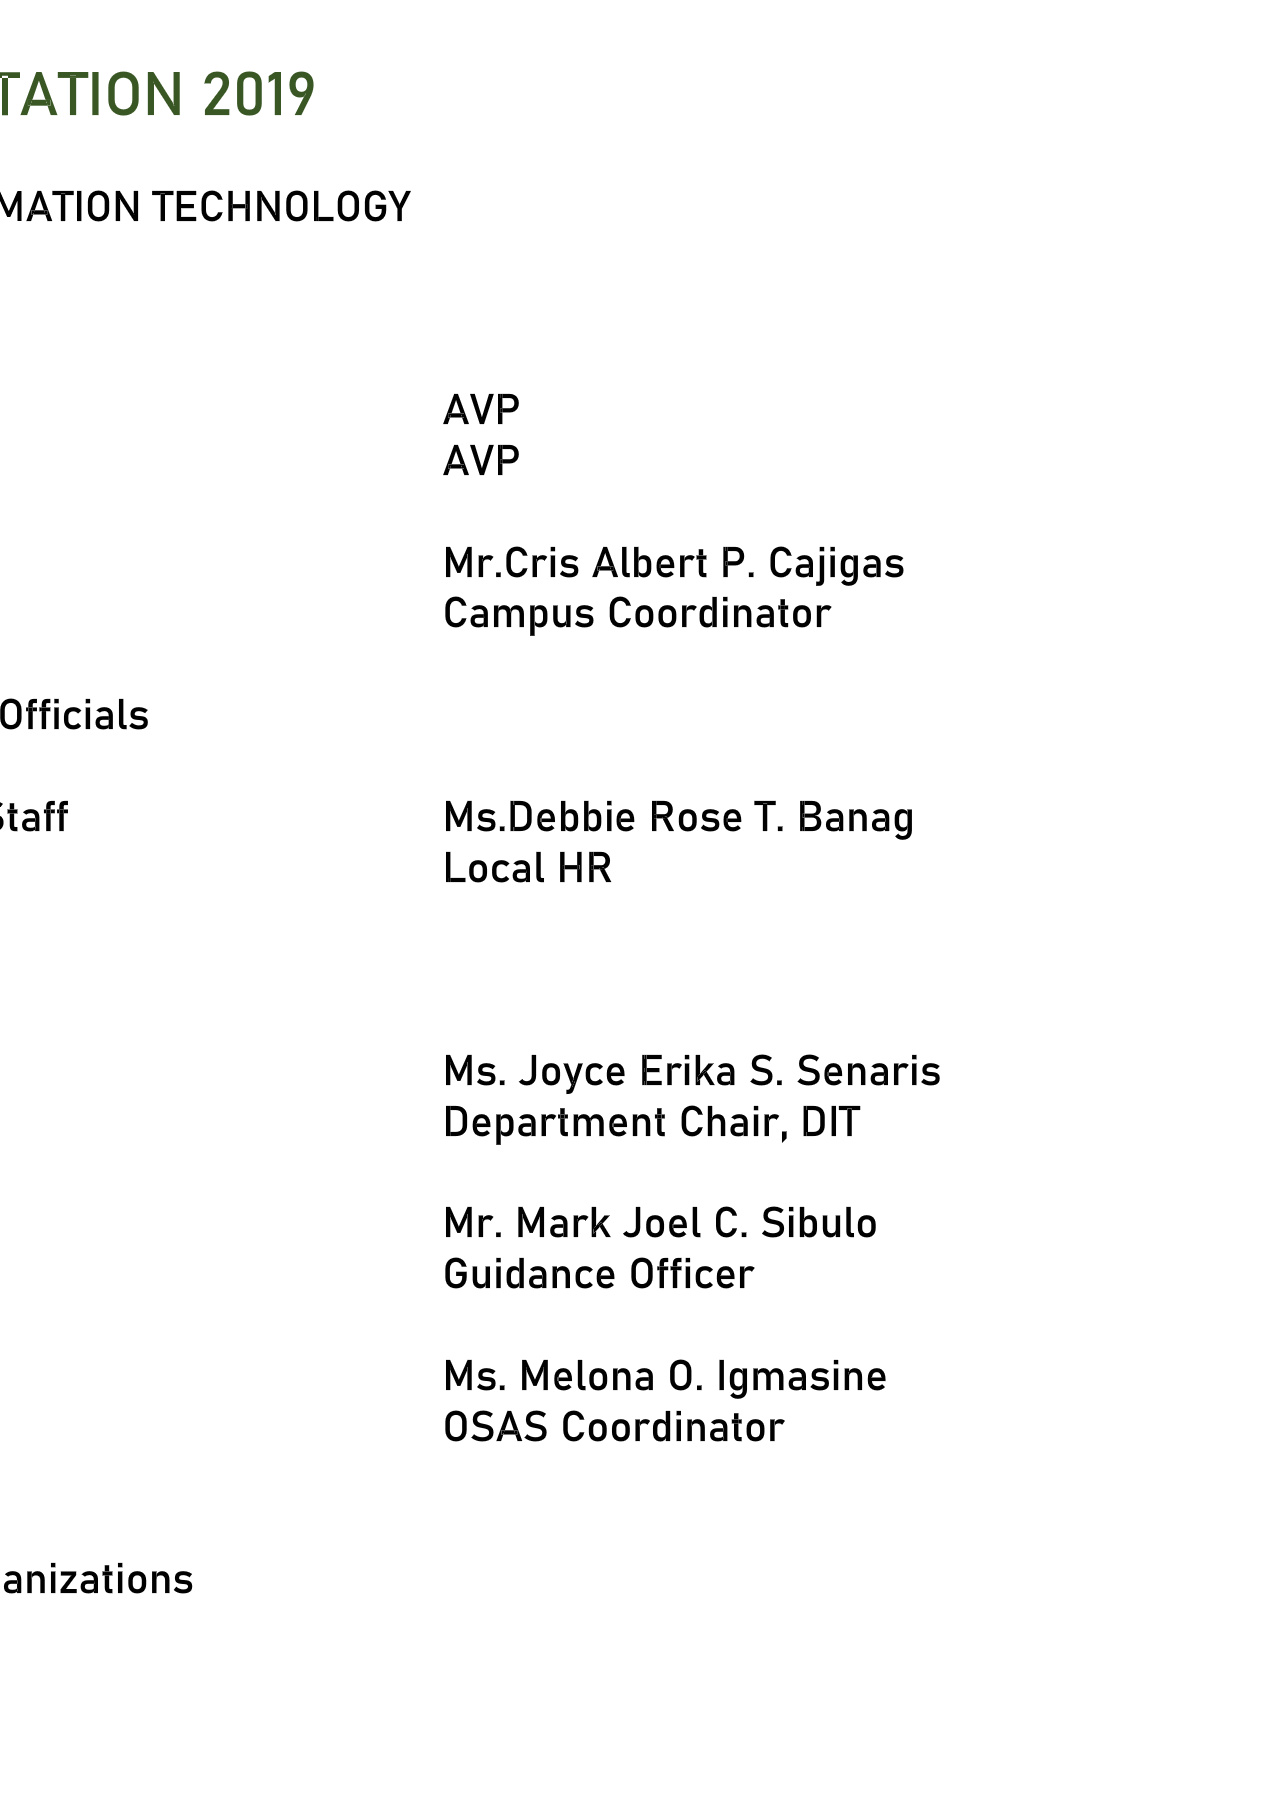 TATION 2019
MATION TECHNOLOGY
AVP
AVP
Mr.Cris Albert P. Cajigas
Campus Coordinator
Officials
Staff
Ms.Debbie Rose T. Banag
Local HR
Ms. Joyce Erika S. Senaris
Department Chair, DIT
Mr. Mark Joel C. Sibulo
Guidance Officer
Ms. Melona O. Igmasine
OSAS Coordinator
anizations